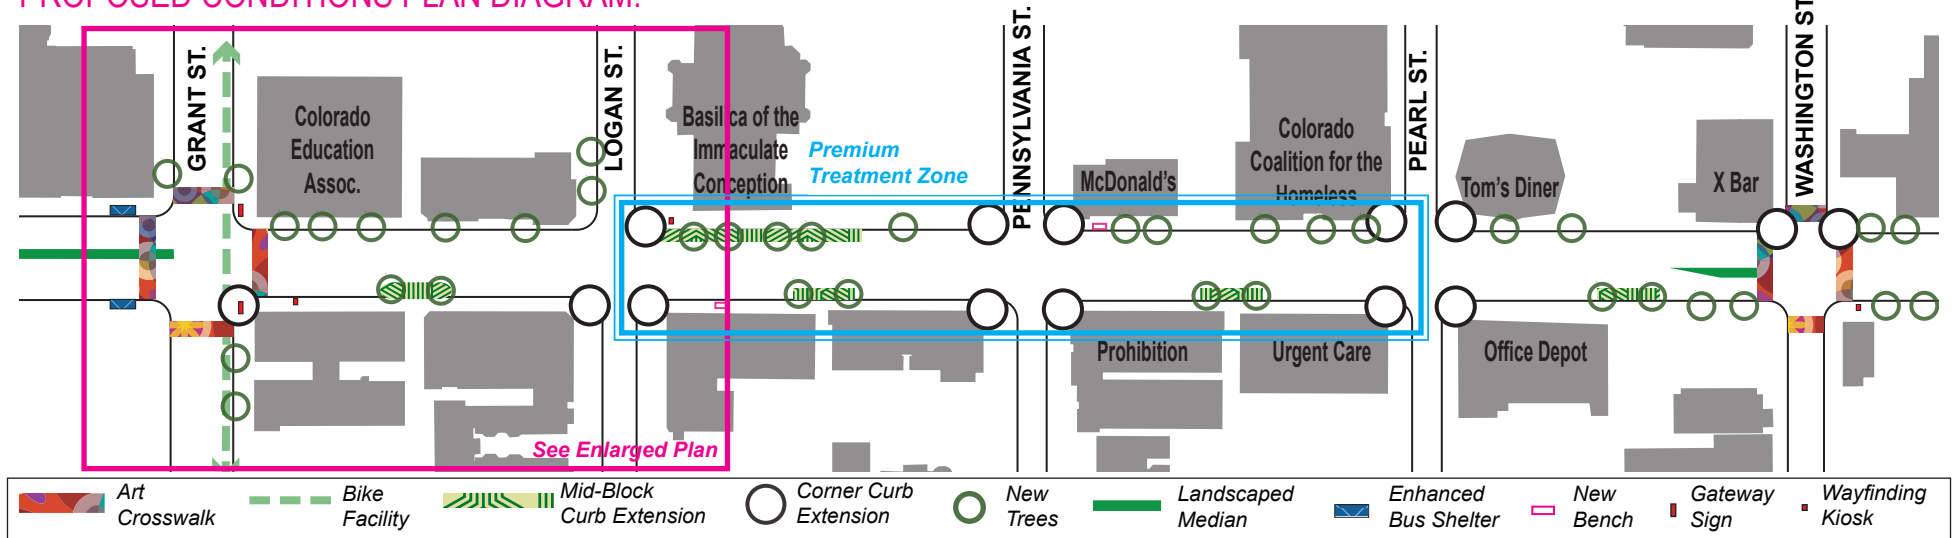 PROPOSED CONDITIONS PLAN DIAGRAM:
GRANT ST.
LOGAN ST.
PENNSYLVANIA ST.
PEARL ST.
WASHINGTON ST.
Colorado
Education
Assoc.
Basilica of the
Immaculate
Conception
Premium
Treatment Zone
McDonald's
Colorado
Coalition for the
Homeless
Tom's Diner
X Bar
Prohibition
Urgent Care
Office Depot
See Enlarged Plan
Art
Crosswalk
Bike
Facility
Mid-Block
Curb Extension
Corner Curb
Extension
New
Trees
Landscaped
Median
Enhanced
Bus Shelter
New
Bench
Gateway
Sign
Wayfinding
Kiosk